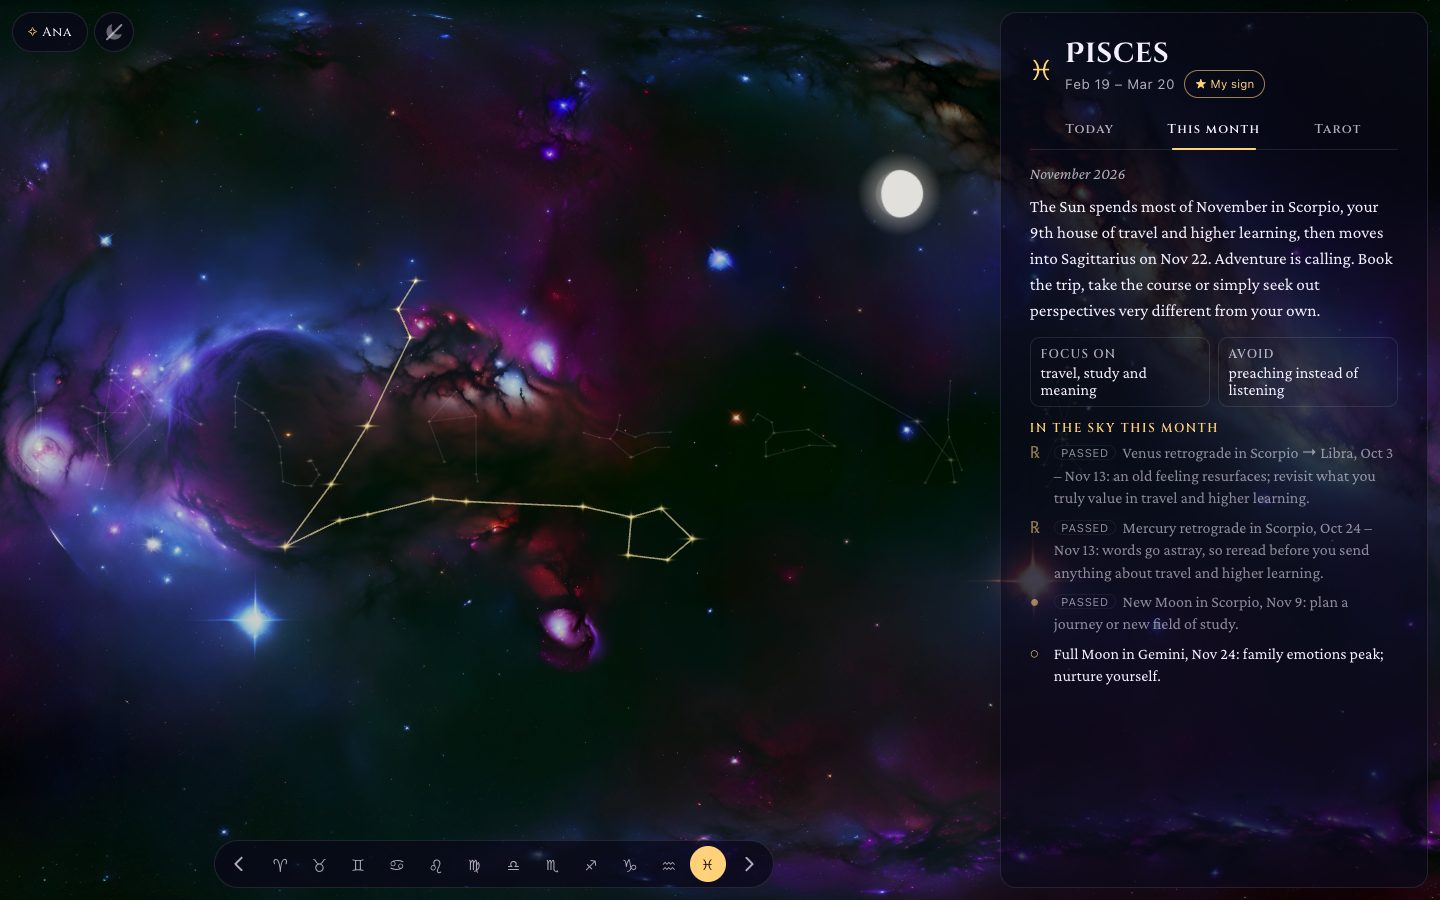 Ana
PISCES
Feb 19 – Mar 20
My sign
Today
This month
Tarot
November 2026
The Sun spends most of November in Scorpio, your
9th house of travel and higher learning, then moves
into Sagittarius on Nov 22. Adventure is calling. Book
the trip, take the course or simply seek out
perspectives very different from your own.
FOCUS ON
travel, study and
meaning
AVOID
preaching instead of
listening
IN THE SKY THIS MONTH
℞ PASSED Venus retrograde in Scorpio → Libra, Oct 3
– Nov 13: an old feeling resurfaces; revisit what you
truly value in travel and higher learning.
℞ PASSED Mercury retrograde in Scorpio, Oct 24 –
Nov 13: words go astray, so reread before you send
anything about travel and higher learning.
● PASSED New Moon in Scorpio, Nov 9: plan a
journey or new field of study.
○ Full Moon in Gemini, Nov 24: family emotions peak;
nurture yourself.
♈ ♉ ♊ ♋ ♌ ♍ ♎ ♏ ♐ ♑ ♒ ♓